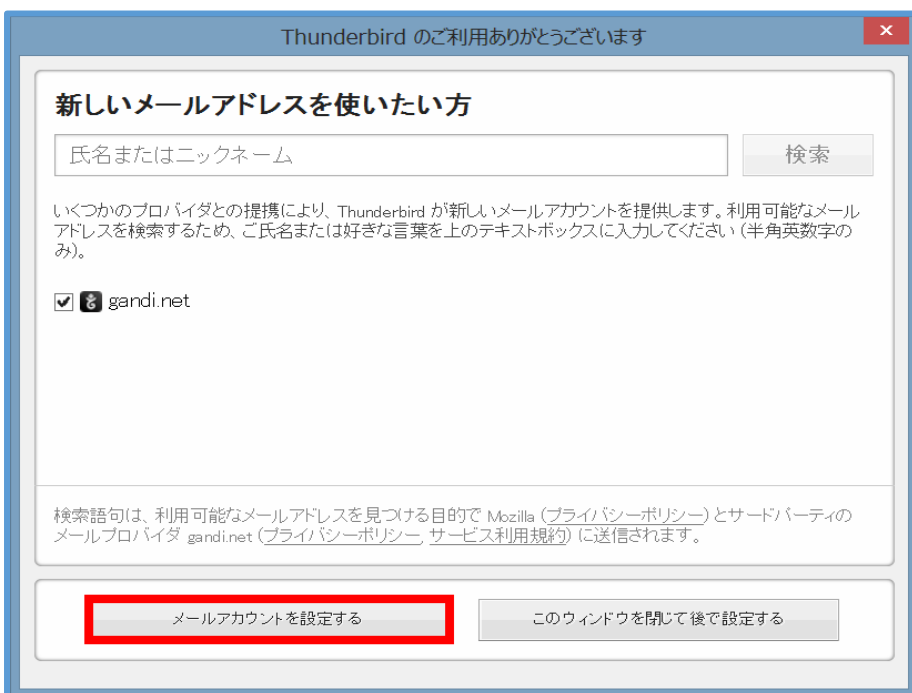 Thunderbird のご利用ありがとうございます
新しいメールアドレスを使いたい方
氏名またはニックネーム
検索
いくつかのプロバイダとの提携により、Thunderbird が新しいメールアカウントを提供します。利用可能なメール
アドレスを検索するため、ご氏名または好きな言葉を上のテキストボックスに入力してください (半角英数字の
み)。
gandi.net
検索語句は、利用可能なメールアドレスを見つける目的で Mozilla (プライバシーポリシー) とサードパーティの
メールプロバイダ gandi.net (プライバシーポリシー, サービス利用規約) に送信されます。
メールアカウントを設定する
このウィンドウを閉じて後で設定する